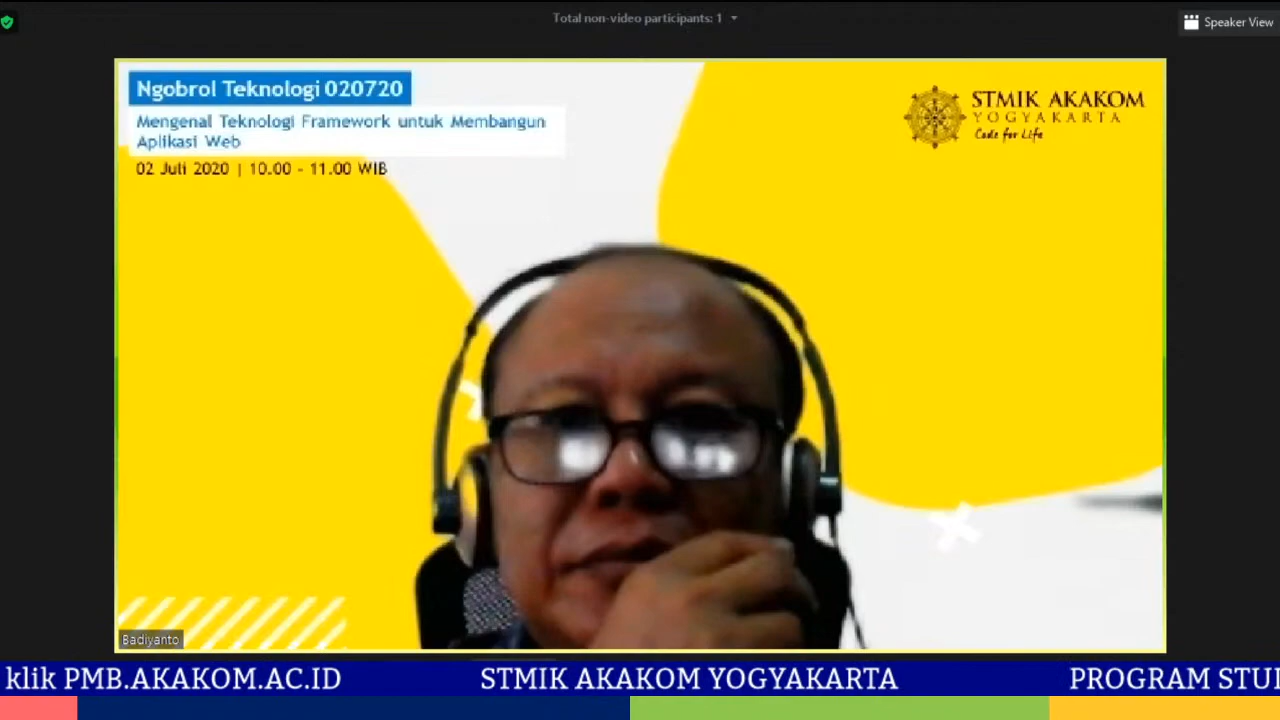 Total non-video participants: 1
Speaker View
Ngobrol Teknologi 020720
Mengenal Teknologi Framework untuk Membangun
Aplikasi Web
02 Juli 2020 | 10.00 - 11.00 WIB
STMIK AKAKOM
YOGYAKARTA
Code for Life
Badiyanto
klik PMB.AKAKOM.AC.ID STMIK AKAKOM YOGYAKARTA PROGRAM STU